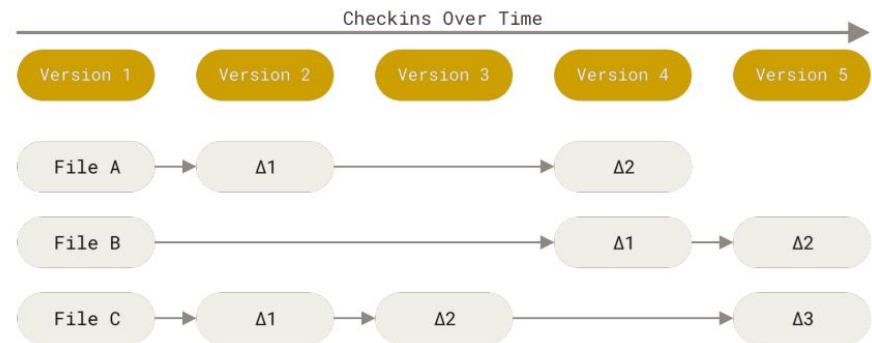 Checkins Over Time
Version 1 Version 2 Version 3 Version 4 Version 5
File A Δ1 Δ2
File B Δ1 Δ2
File C Δ1 Δ2 Δ3